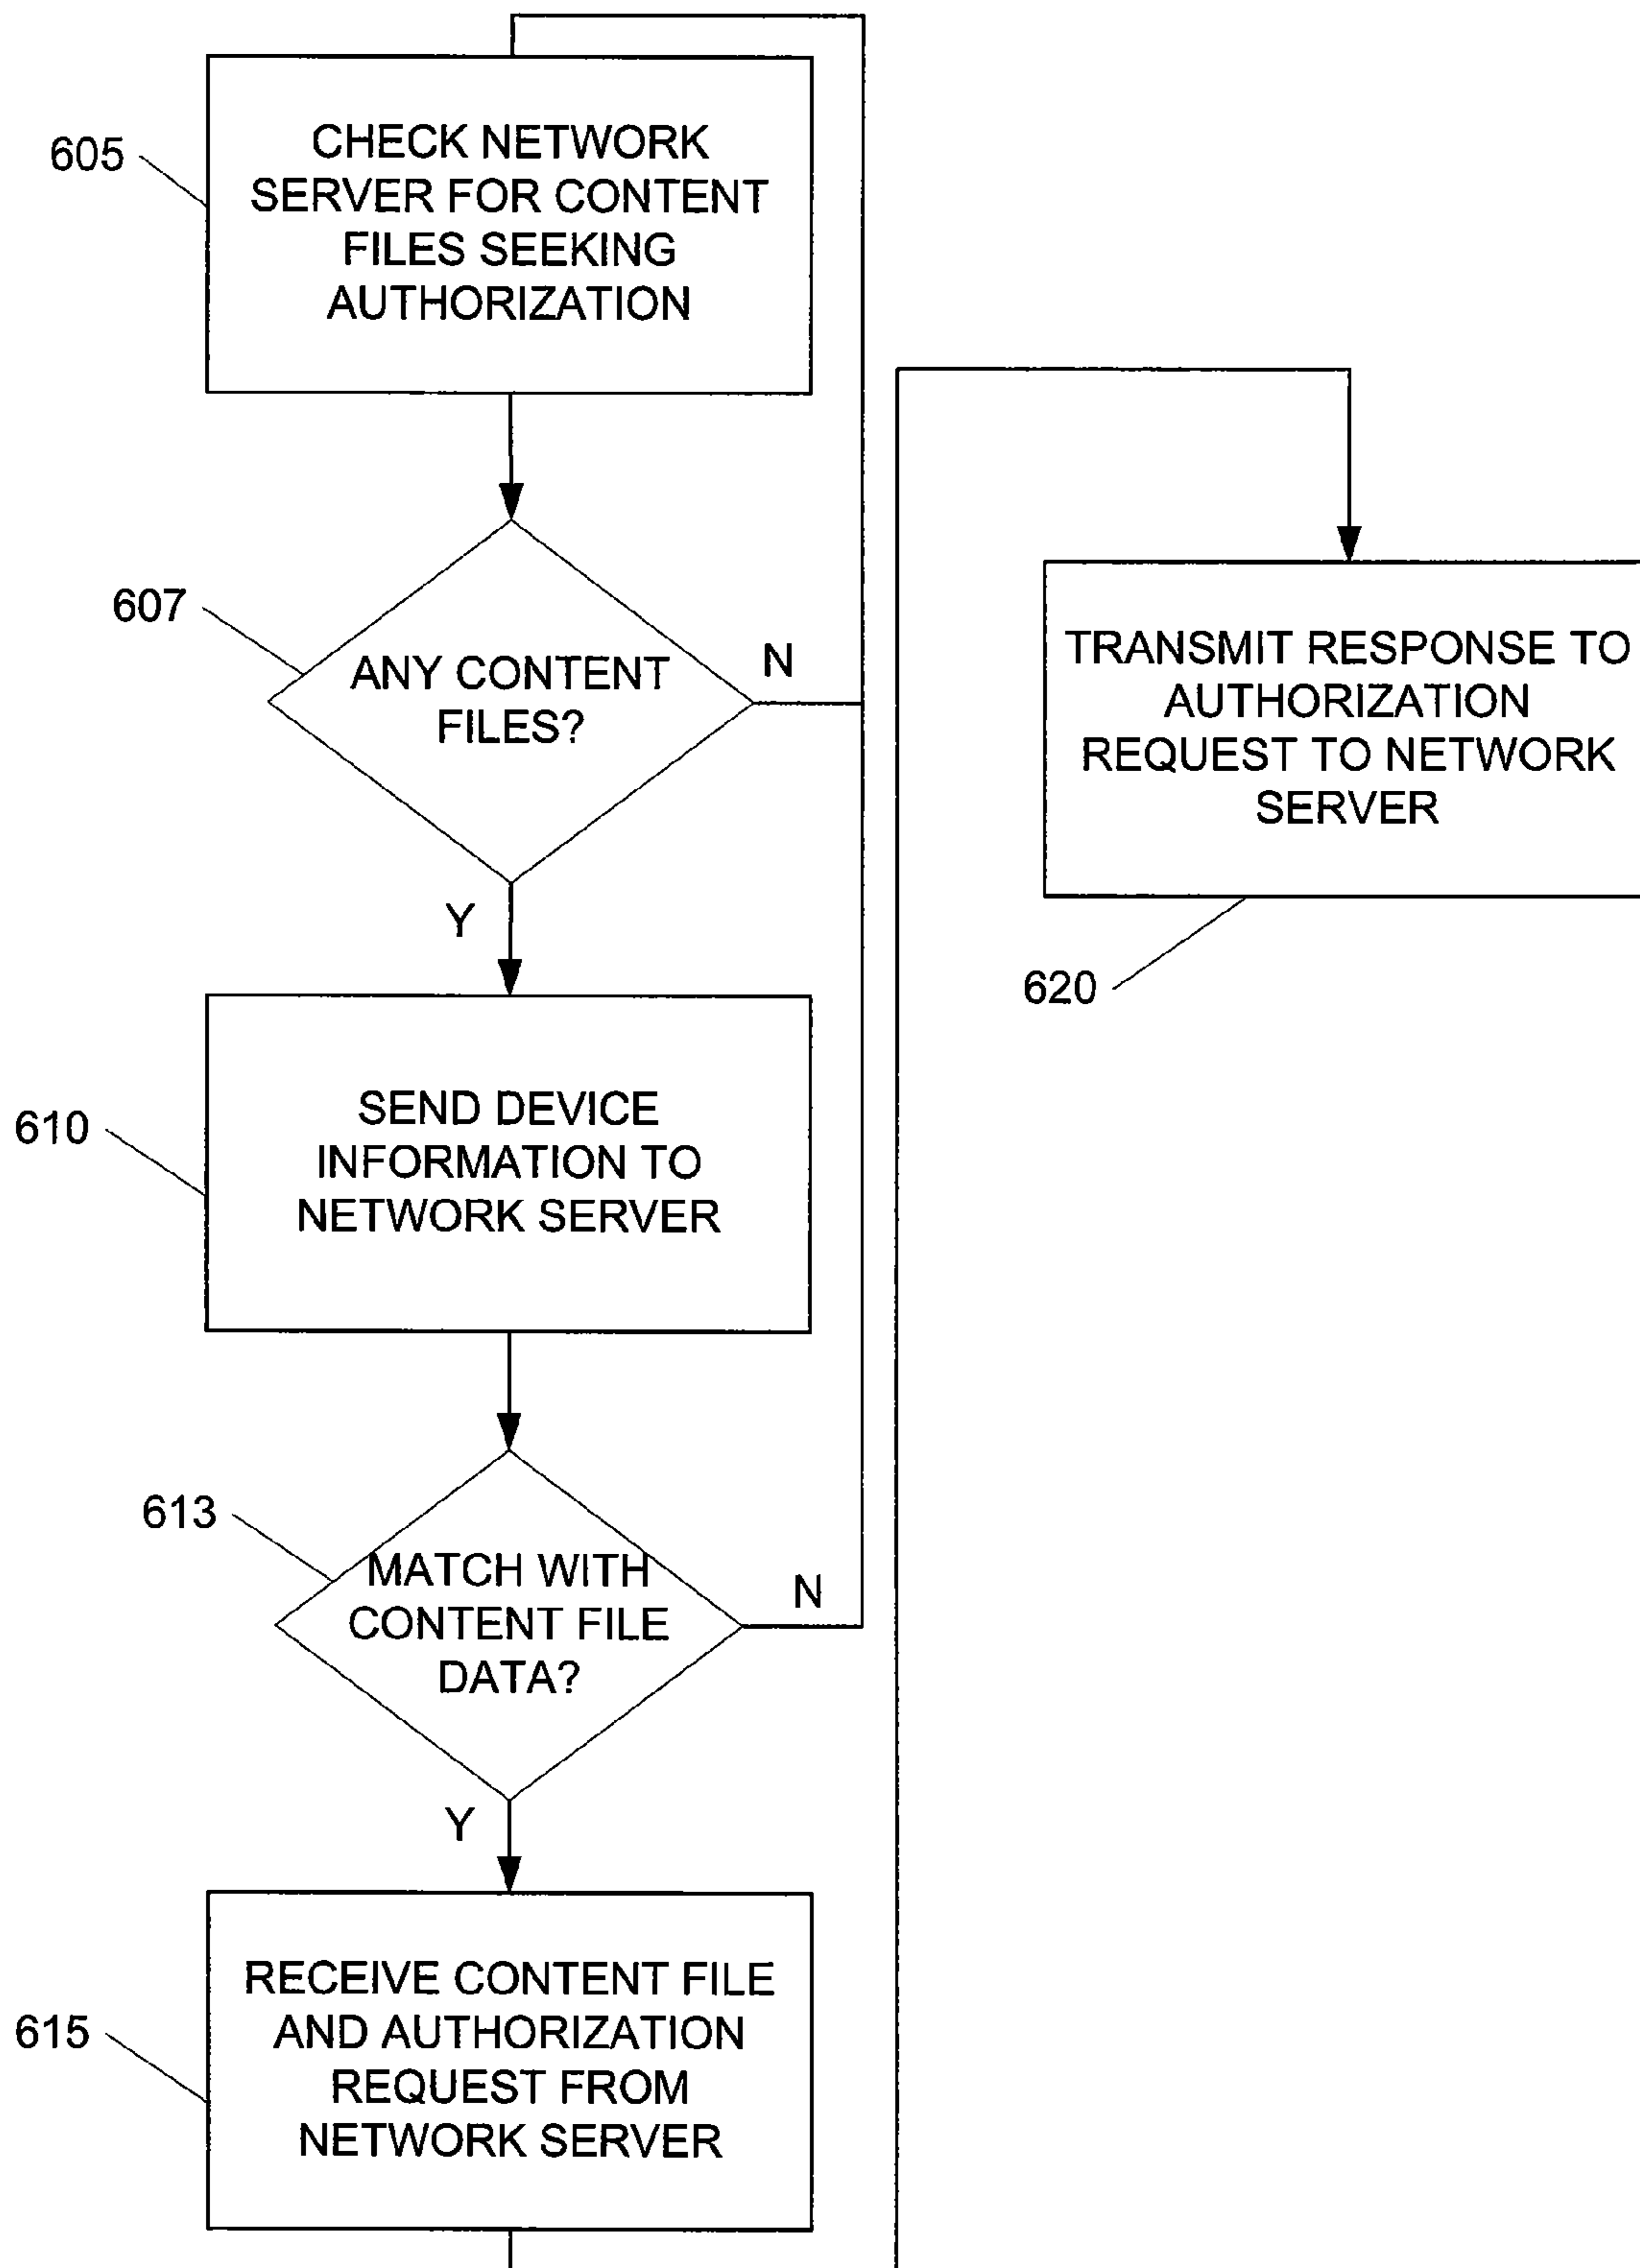 605
CHECK NETWORK
SERVER FOR CONTENT
FILES SEEKING
AUTHORIZATION
607
ANY CONTENT
FILES?
N
Y
610
SEND DEVICE
INFORMATION TO
NETWORK SERVER
613
MATCH WITH
CONTENT FILE
DATA?
N
Y
615
RECEIVE CONTENT FILE
AND AUTHORIZATION
REQUEST FROM
NETWORK SERVER
TRANSMIT RESPONSE TO
AUTHORIZATION
REQUEST TO NETWORK
SERVER
620